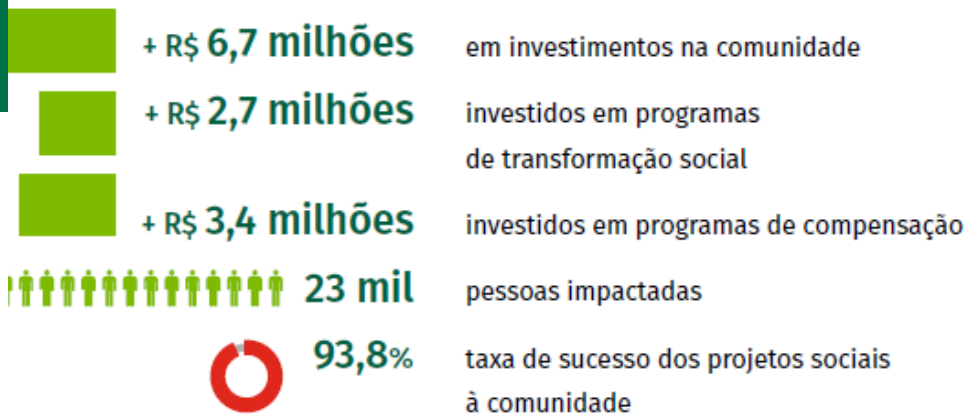 + R$ 6,7 milhões em investimentos na comunidade
+ R$ 2,7 milhões investidos em programas
de transformação social
+ R$ 3,4 milhões investidos em programas de compensação
23 mil pessoas impactadas
93,8% taxa de sucesso dos projetos sociais
à comunidade